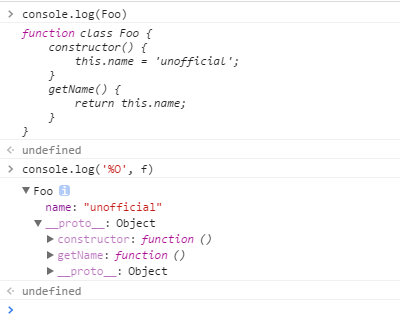 > console.log(Foo)
function class Foo {
    constructor() {
        this.name = 'unofficial';
    }
    getName() {
        return this.name;
    }
}
undefined
> console.log('%O', f)
▼Foo i
name: "unofficial"
▼__proto__: Object
▶constructor: function ()
▶getName: function ()
▶__proto__: Object
undefined
>